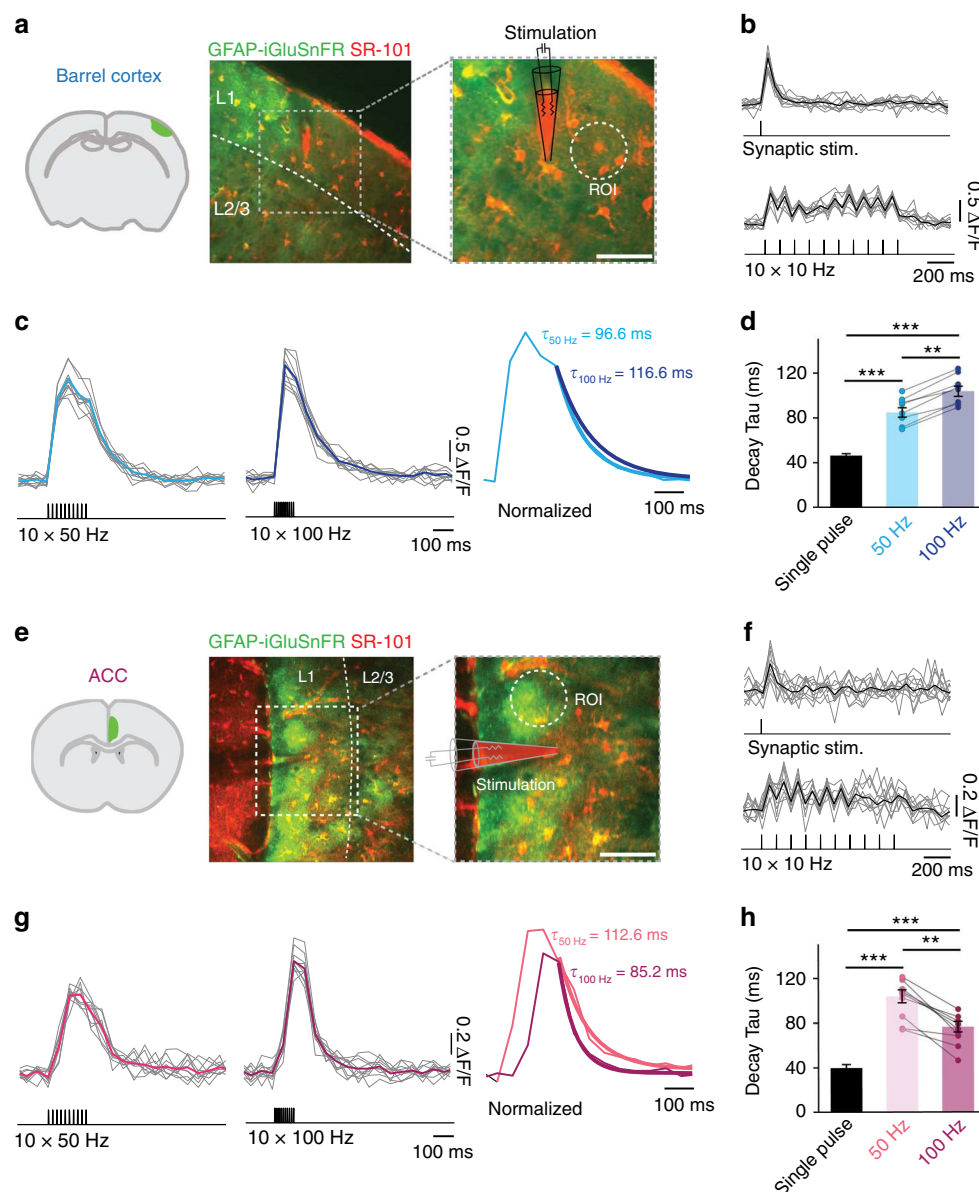 a
Barrel cortex
GFAP-iGluSnFR SR-101
L1
L2/3
Stimulation
ROI
b
Synaptic stim.
0.5 ΔF/F
10 × 10 Hz
200 ms
c
10 × 50 Hz
10 × 100 Hz
0.5 ΔF/F
100 ms
τ50 Hz = 96.6 ms
τ100 Hz = 116.6 ms
Normalized
100 ms
d
Decay Tau (ms)
120
80
40
0
***
***
**
Single pulse
50 Hz
100 Hz
e
ACC
GFAP-iGluSnFR SR-101
L1
L2/3
ROI
Stimulation
f
Synaptic stim.
0.2 ΔF/F
10 × 10 Hz
200 ms
g
10 × 50 Hz
10 × 100 Hz
0.2 ΔF/F
100 ms
τ50 Hz = 112.6 ms
τ100 Hz = 85.2 ms
Normalized
100 ms
h
Decay Tau (ms)
120
80
40
0
***
***
**
Single pulse
50 Hz
100 Hz